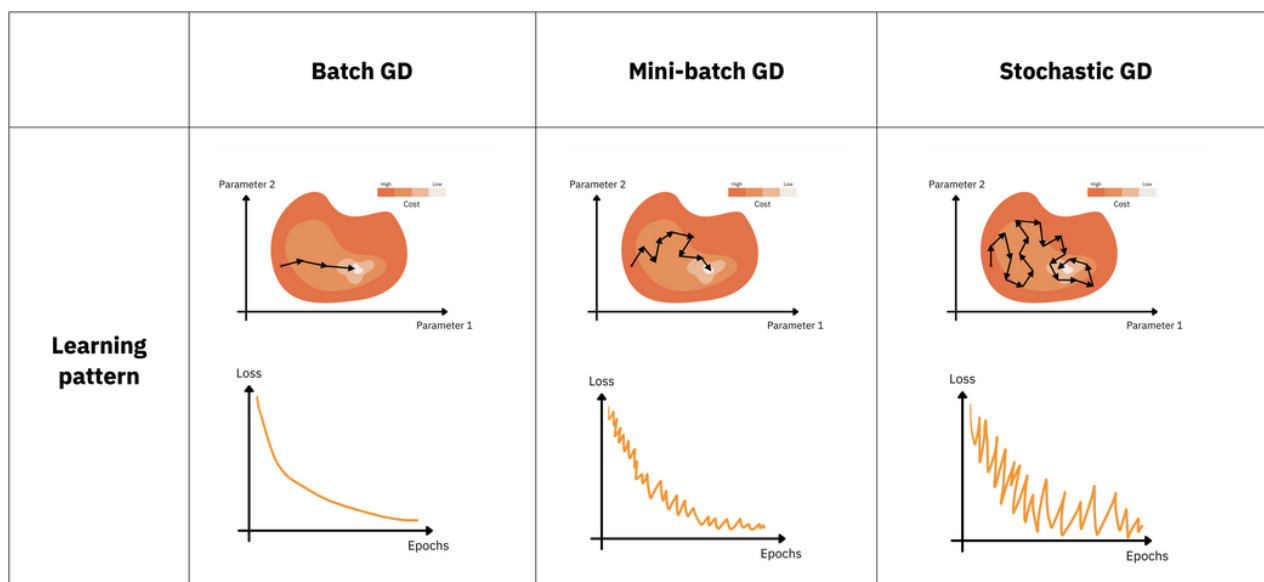 Batch GD
Mini-batch GD
Stochastic GD
Learning
pattern
Parameter 2
High
Low
Cost
Parameter 1
Loss
Epochs
Parameter 2
High
Low
Cost
Parameter 1
Loss
Epochs
Parameter 2
High
Low
Cost
Parameter 1
Loss
Epochs